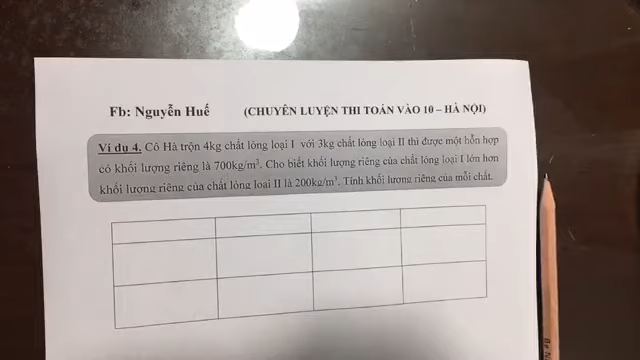 Fb: Nguyễn Huế (CHUYÊN LUYỆN THI TOÁN VÀO 10 – HÀ NỘI)
Ví dụ 4. Cô Hà trộn 4kg chất lỏng loại I với 3kg chất lỏng loại II thì được một hỗn hợp
có khối lượng riêng là 700kg/m³. Cho biết khối lượng riêng của chất lỏng loại I lớn hơn
khối lượng riêng của chất lỏng loại II là 200kg/m³. Tính khối lượng riêng của mỗi chất.